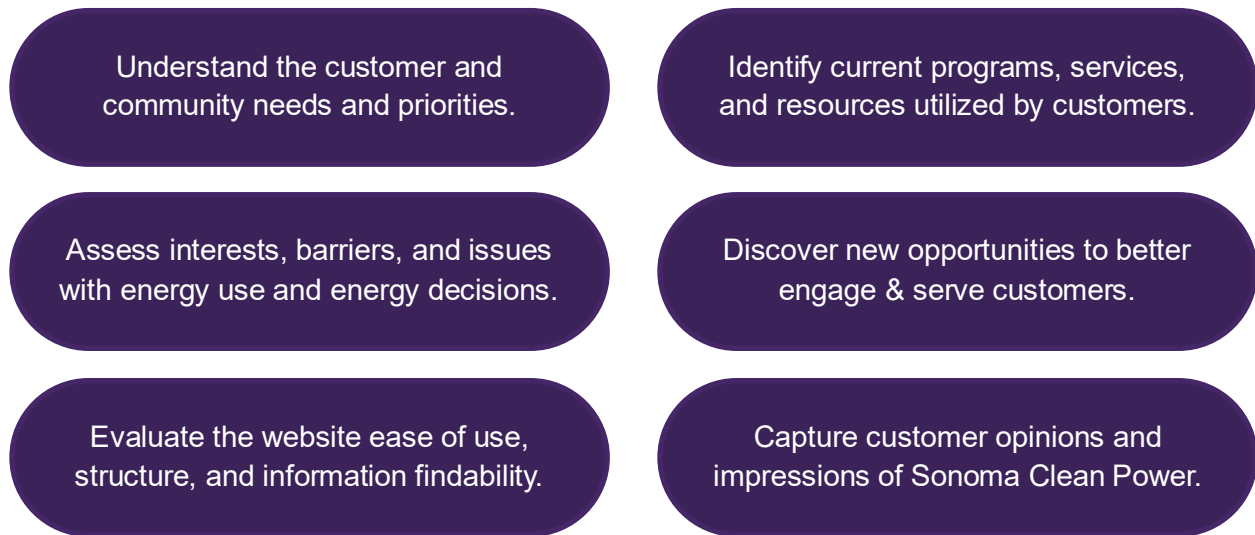 Understand the customer and
community needs and priorities.
Identify current programs, services,
and resources utilized by customers.
Assess interests, barriers, and issues
with energy use and energy decisions.
Discover new opportunities to better
engage & serve customers.
Evaluate the website ease of use,
structure, and information findability.
Capture customer opinions and
impressions of Sonoma Clean Power.